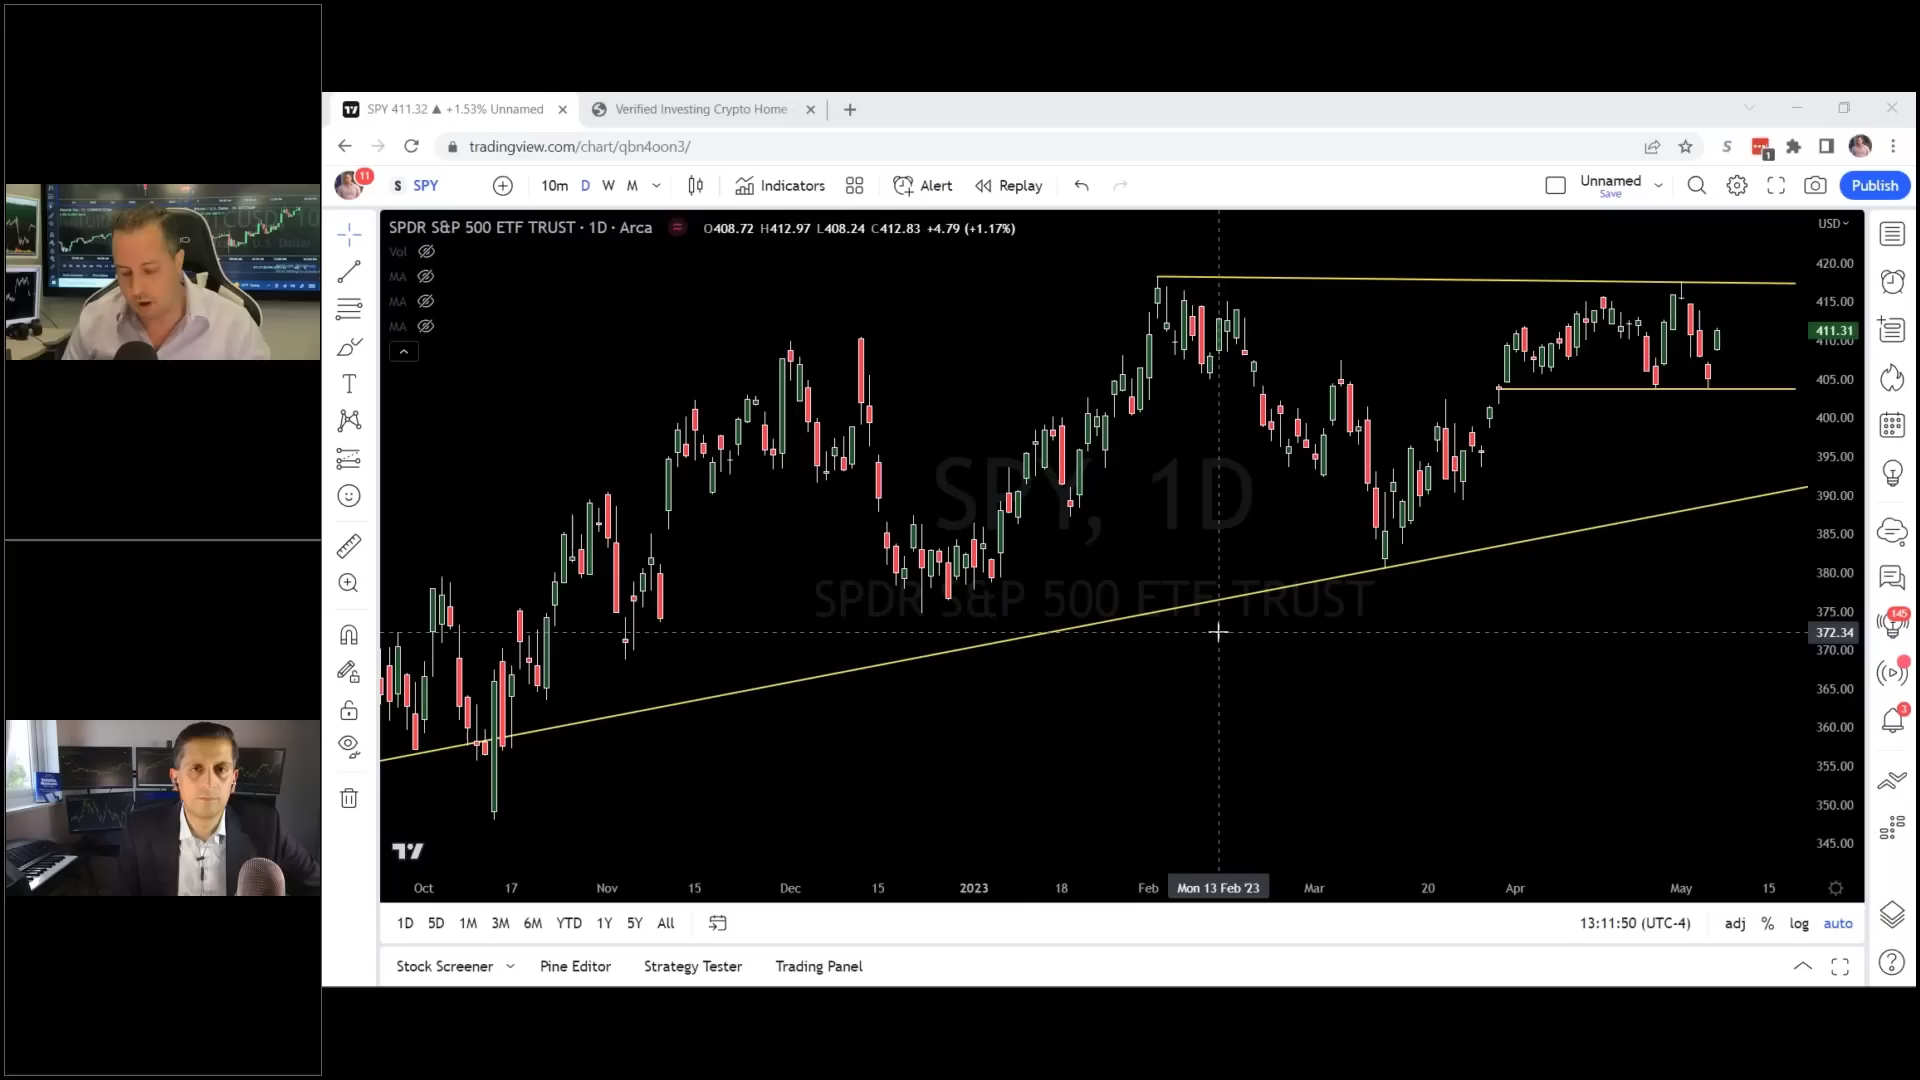 SPY 411.32 ▲ +1.53% Unnamed
Verified Investing Crypto Home
tradingview.com/chart/qbn4oon3/
S
1
11
S SPY
10m D W M
Indicators
Alert
Replay
Unnamed
Save
Publish
SPDR S&P 500 ETF TRUST · 1D · Arca
O408.72 H412.97 L408.24 C412.83 +4.79 (+1.17%)
USD
Vol
MA
MA
MA
420.00
415.00
411.31
410.00
405.00
400.00
395.00
390.00
385.00
380.00
375.00
372.34
370.00
365.00
360.00
355.00
350.00
345.00
SPY, 1D
SPDR S&P 500 ETF TRUST
145
3
Oct 17 Nov 15 Dec 15 2023 18 Feb Mon 13 Feb '23 Mar 20 Apr May 15
1D 5D 1M 3M 6M YTD 1Y 5Y All
13:11:50 (UTC-4)
adj % log auto
Stock Screener
Pine Editor
Strategy Tester
Trading Panel